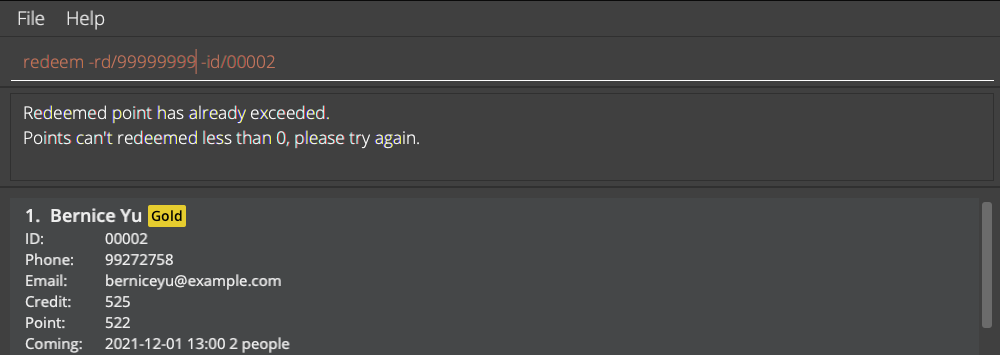 File Help
redeem -rd/99999999 -id/00002
Redeemed point has already exceeded.
Points can't redeemed less than 0, please try again.
1. Bernice Yu Gold
ID: 00002
Phone: 99272758
Email: berniceyu@example.com
Credit: 525
Point: 522
Coming: 2021-12-01 13:00 2 people